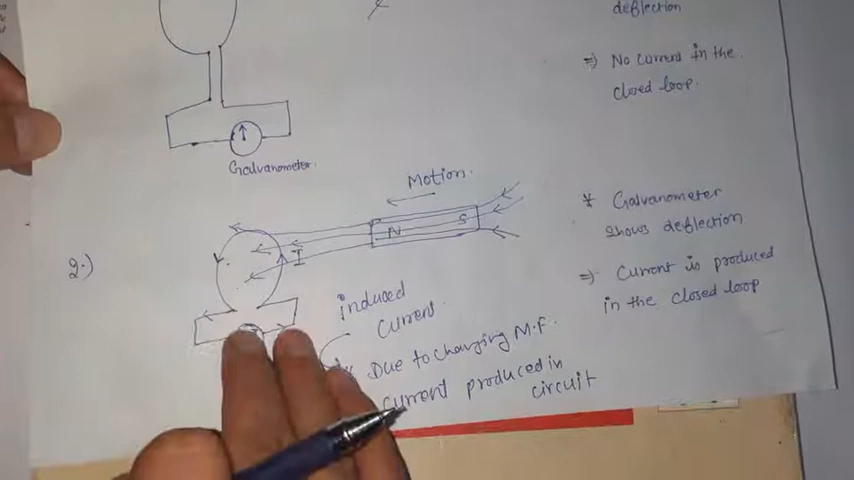 deflection
=) No current in the
closed loop.
Galvanometer.
2.)
Motion.
N
S
I
induced
current.
* Galvanometer
shows deflection
=) Current is produced
in the closed loop
Due to changing M.F.
current produced in
circuit